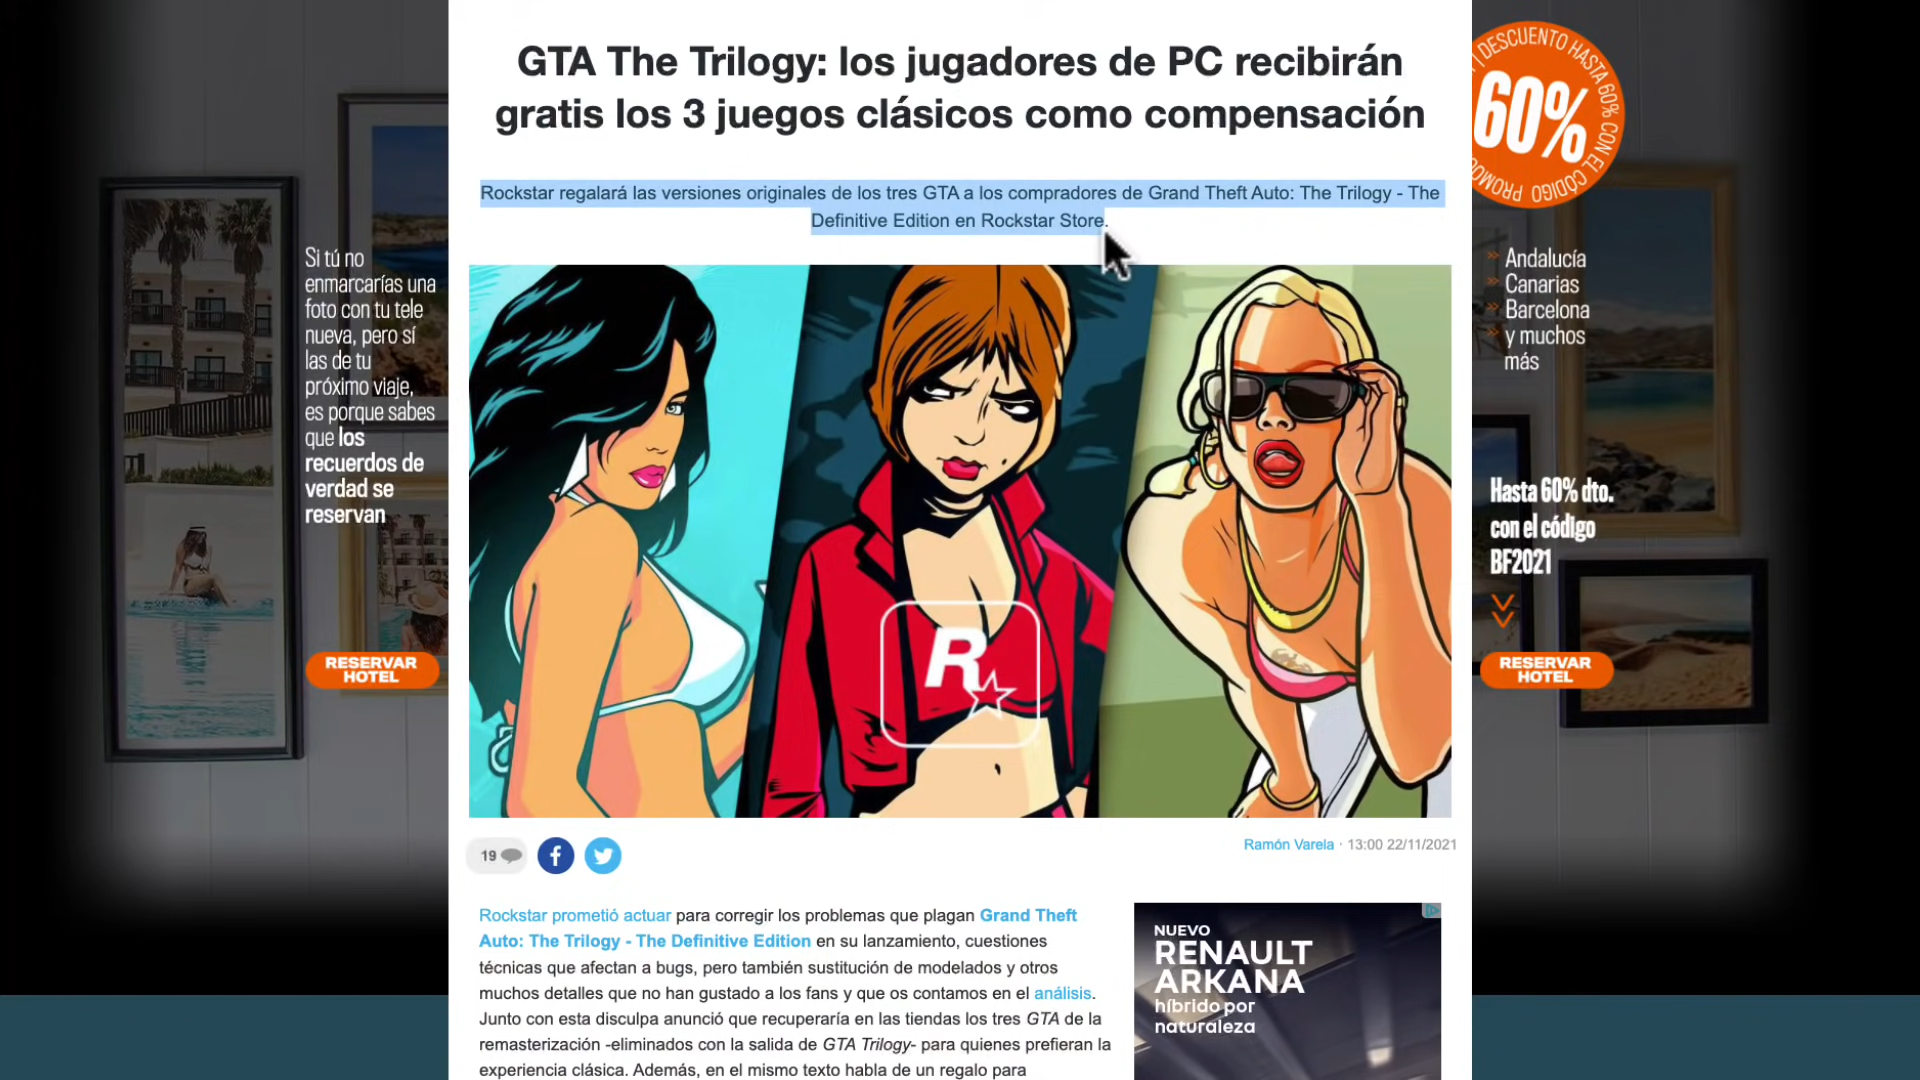 GTA The Trilogy: los jugadores de PC recibirán
gratis los 3 juegos clásicos como compensación
Rockstar regalará las versiones originales de los tres GTA a los compradores de Grand Theft Auto: The Trilogy - The
Definitive Edition en Rockstar Store.
Si tú no
enmarcarías una
foto con tu tele
nueva, pero sí
las de tu
próximo viaje,
es porque sabes
que los
recuerdos de
verdad se
reservan
RESERVAR
HOTEL
DESCUENTO HASTA 60% CON EL CÓDIGO PROMO
60%
» Andalucía
» Canarias
» Barcelona
» y muchos
más
Hasta 60% dto.
con el código
BF2021
RESERVAR
HOTEL
R
19
f
Ramón Varela · 13:00 22/11/2021
Rockstar prometió actuar para corregir los problemas que plagan Grand Theft
Auto: The Trilogy - The Definitive Edition en su lanzamiento, cuestiones
técnicas que afectan a bugs, pero también sustitución de modelados y otros
muchos detalles que no han gustado a los fans y que os contamos en el análisis.
Junto con esta disculpa anunció que recuperaría en las tiendas los tres GTA de la
remasterización -eliminados con la salida de GTA Trilogy- para quienes prefieran la
experiencia clásica. Además, en el mismo texto habla de un regalo para
NUEVO
RENAULT
ARKANA
híbrido por
naturaleza